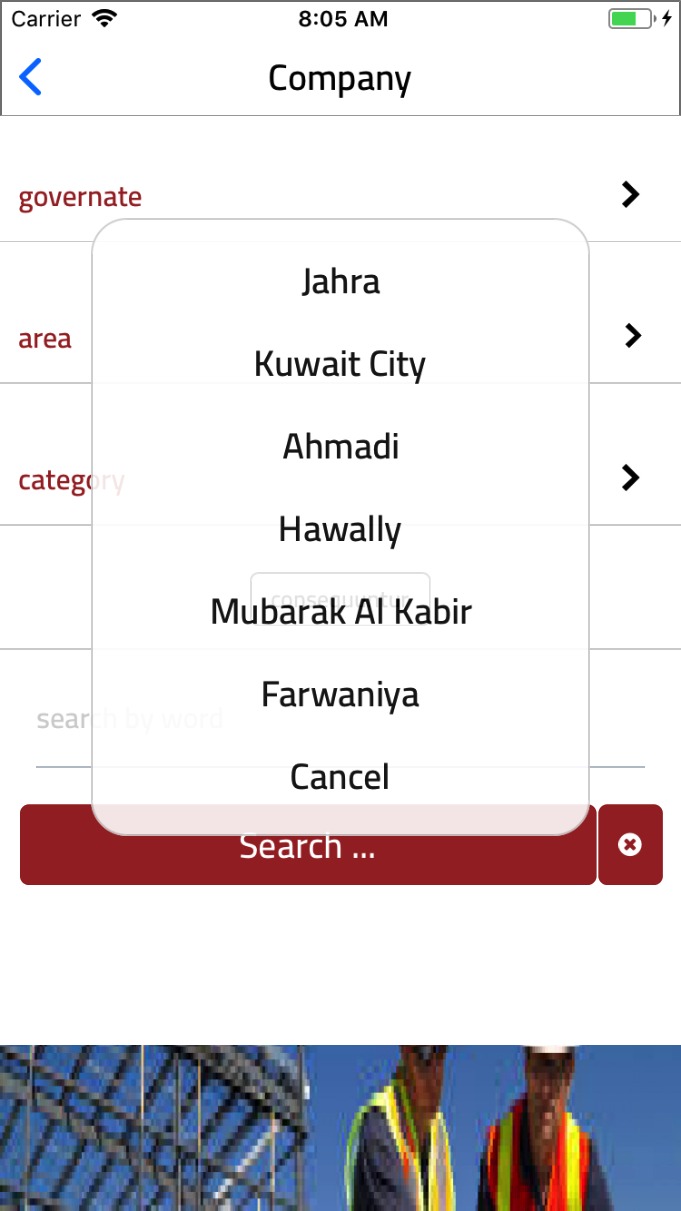 Carrier 8:05 AM
Company
governate
Jahra
area
Kuwait City
Ahmadi
category
Hawally
consequuntur
Mubarak Al Kabir
Farwaniya
search by word
Cancel
Search ...